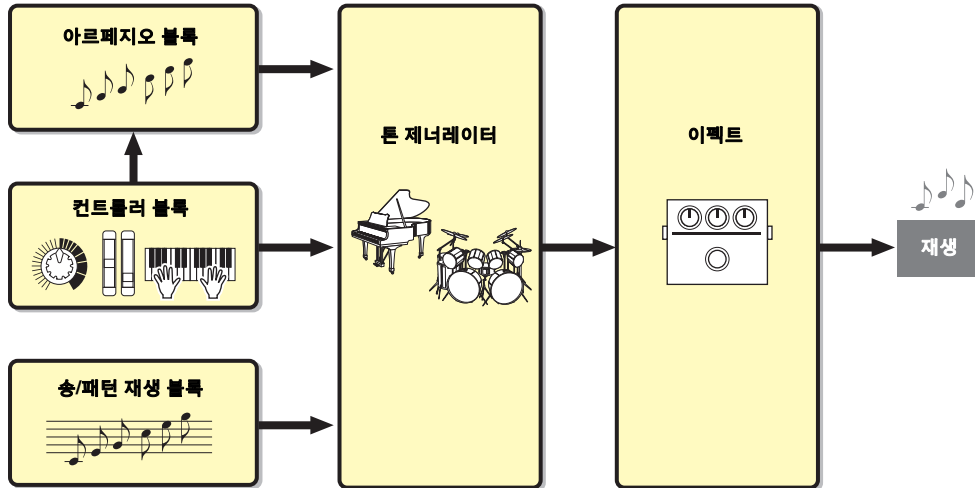 아르페지오 블록
톤 제너레이터
이펙트
컨트롤러 블록
재생
송/패턴 재생 블록